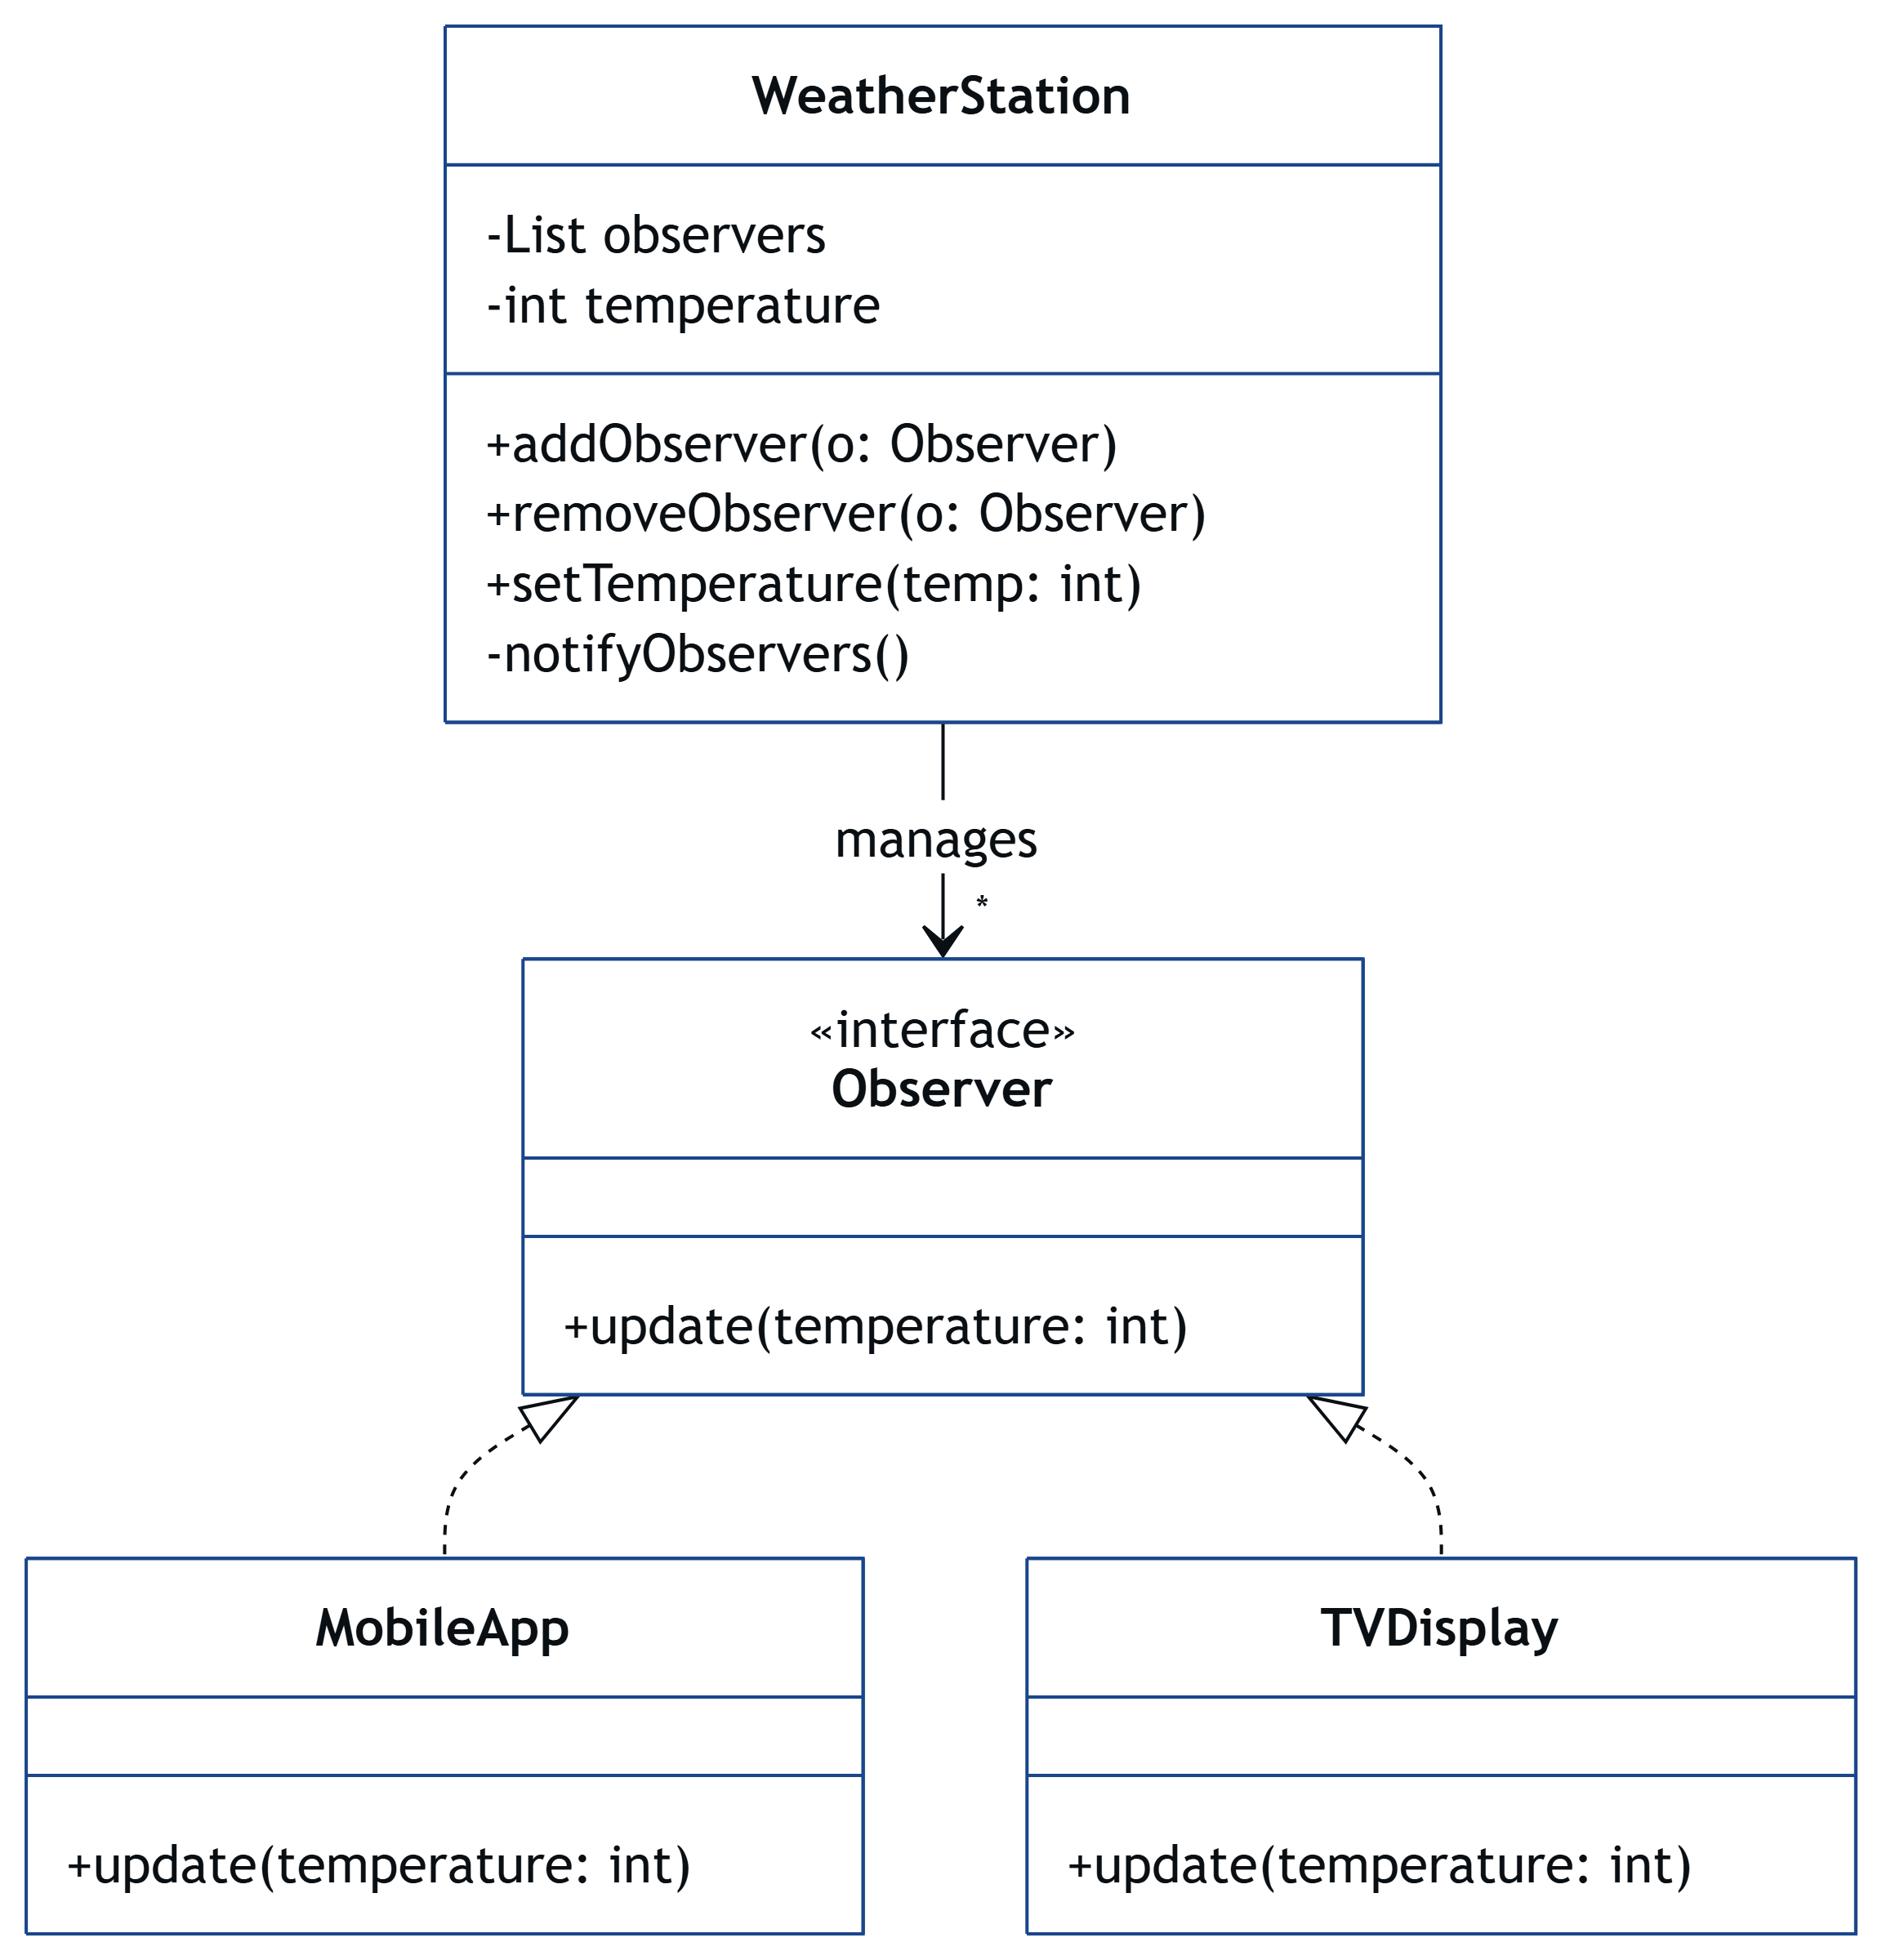 WeatherStation
-List observers
-int temperature
+addObserver(o: Observer)
+removeObserver(o: Observer)
+setTemperature(temp: int)
-notifyObservers()
manages
*
«interface»
Observer
+update(temperature: int)
MobileApp
+update(temperature: int)
TVDisplay
+update(temperature: int)